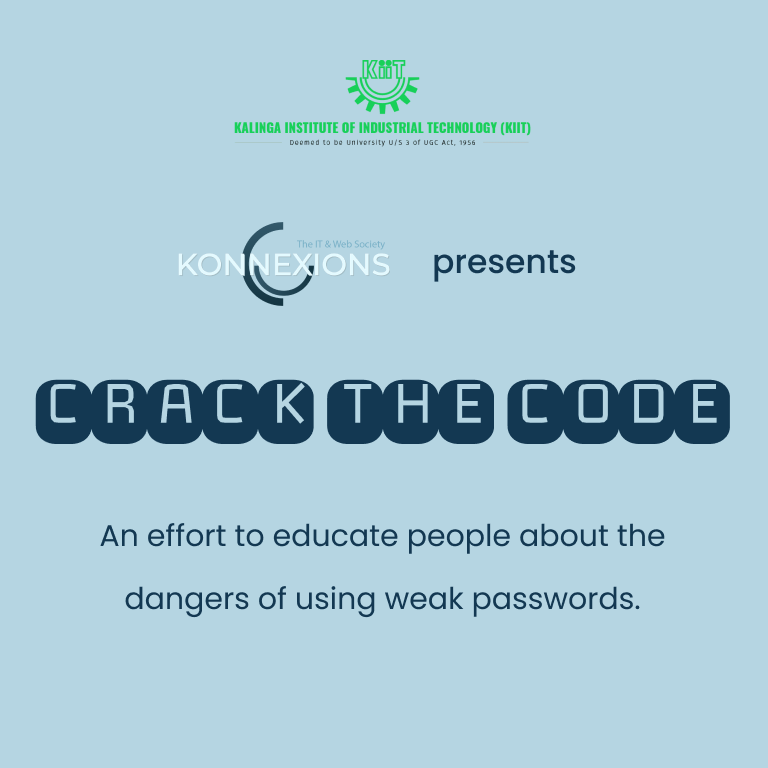 KiiT
KALINGA INSTITUTE OF INDUSTRIAL TECHNOLOGY (KIIT)
Deemed to be University U/S 3 of UGC Act, 1956
The IT & Web Society
KONNEXIONS presents
CRACK THE CODE
An effort to educate people about the
dangers of using weak passwords.